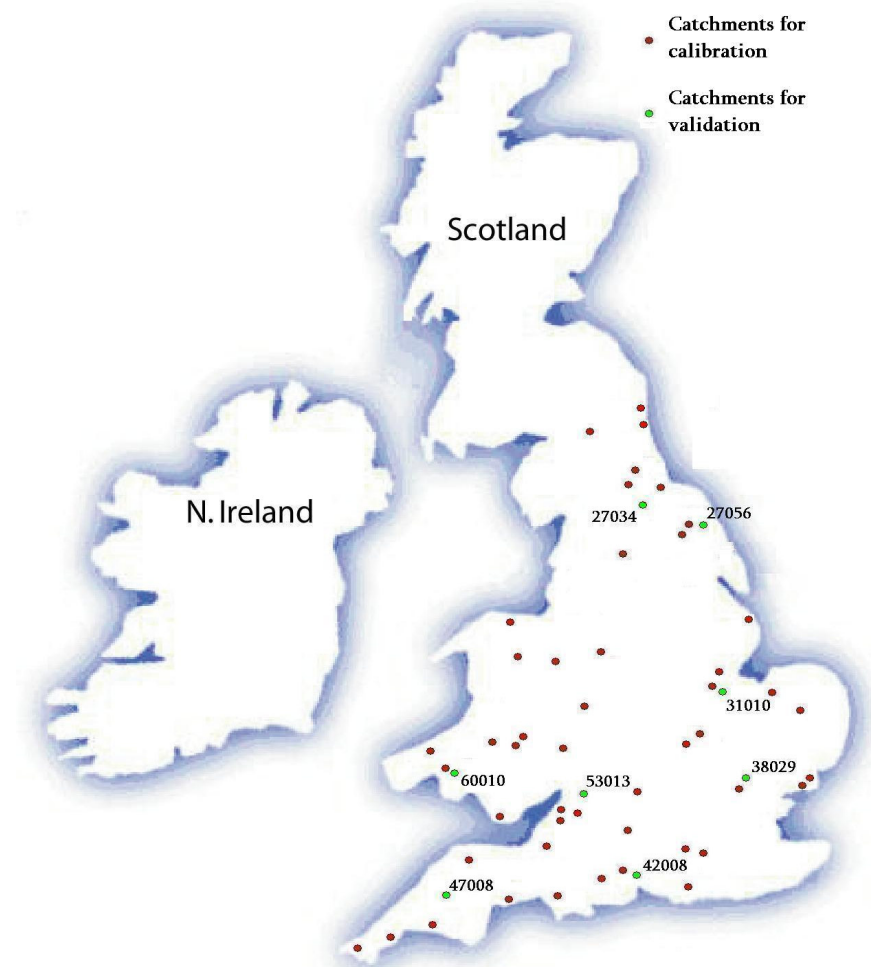 Catchments for
calibration
Catchments for
validation
Scotland
N. Ireland
27034
27056
31010
60010
53013
38029
42008
47008